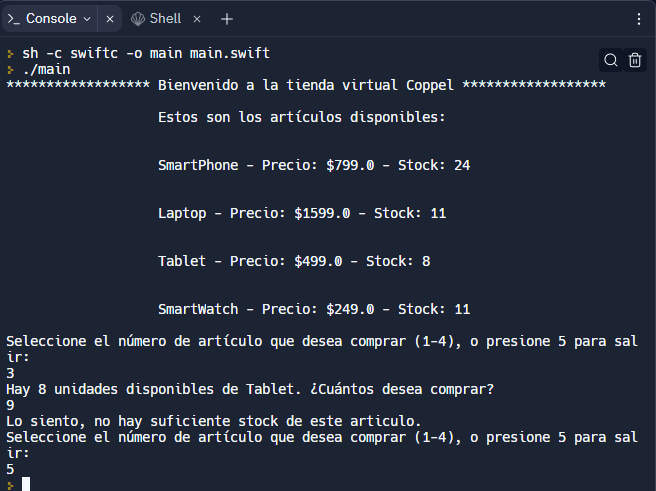 Console
Shell
sh -c swiftc -o main main.swift
./main
****************** Bienvenido a la tienda virtual Coppel ******************
Estos son los artículos disponibles:
SmartPhone - Precio: $799.0 - Stock: 24
Laptop - Precio: $1599.0 - Stock: 11
Tablet - Precio: $499.0 - Stock: 8
SmartWatch - Precio: $249.0 - Stock: 11
Seleccione el número de artículo que desea comprar (1-4), o presione 5 para sal
ir:
3
Hay 8 unidades disponibles de Tablet. ¿Cuántos desea comprar?
9
Lo siento, no hay suficiente stock de este articulo.
Seleccione el número de artículo que desea comprar (1-4), o presione 5 para sal
ir:
5